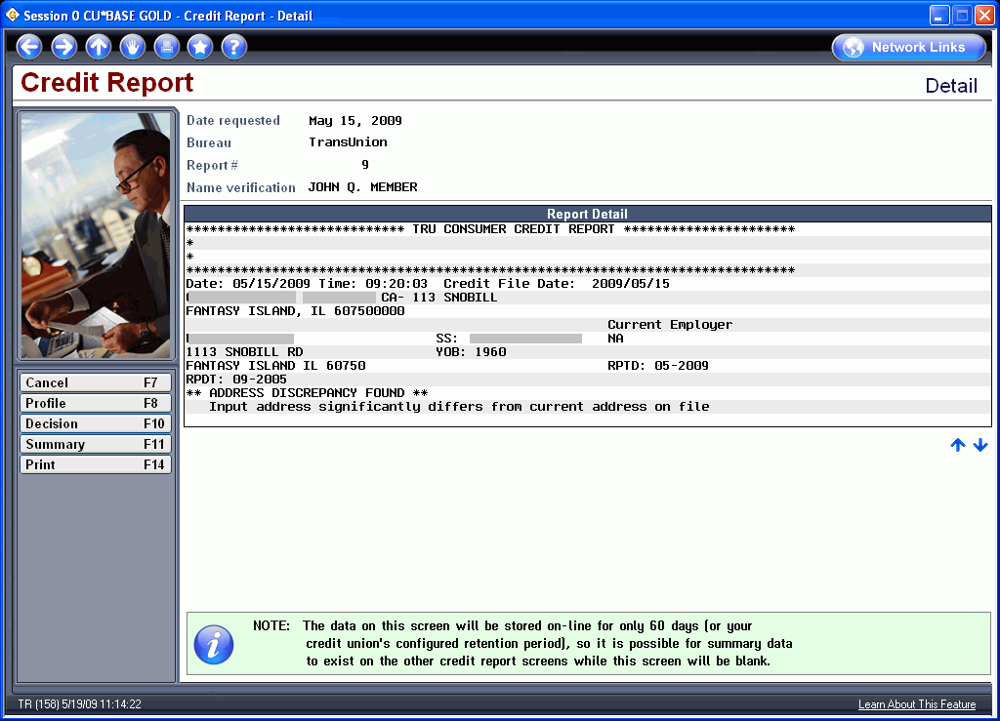 Session 0 CU*BASE GOLD - Credit Report - Detail
Network Links
Credit Report
Detail
Date requested May 15, 2009
Bureau TransUnion
Report # 9
Name verification JOHN Q. MEMBER
Report Detail
**************************** TRU CONSUMER CREDIT REPORT **********************
*
*
******************************************************************************
Date: 05/15/2009 Time: 09:20:03 Credit File Date: 2009/05/15
CA- 113 SNOBILL
FANTASY ISLAND, IL 607500000
Current Employer
SS: NA
1113 SNOBILL RD YOB: 1960
FANTASY ISLAND IL 60750 RPTD: 05-2009
RPDT: 09-2005
** ADDRESS DISCREPANCY FOUND **
Input address significantly differs from current address on file
Cancel F7
Profile F8
Decision F10
Summary F11
Print F14
NOTE: The data on this screen will be stored on-line for only 60 days (or your
credit union's configured retention period), so it is possible for summary data
to exist on the other credit report screens while this screen will be blank.
TR (158) 5/19/09 11:14:22
Learn About This Feature